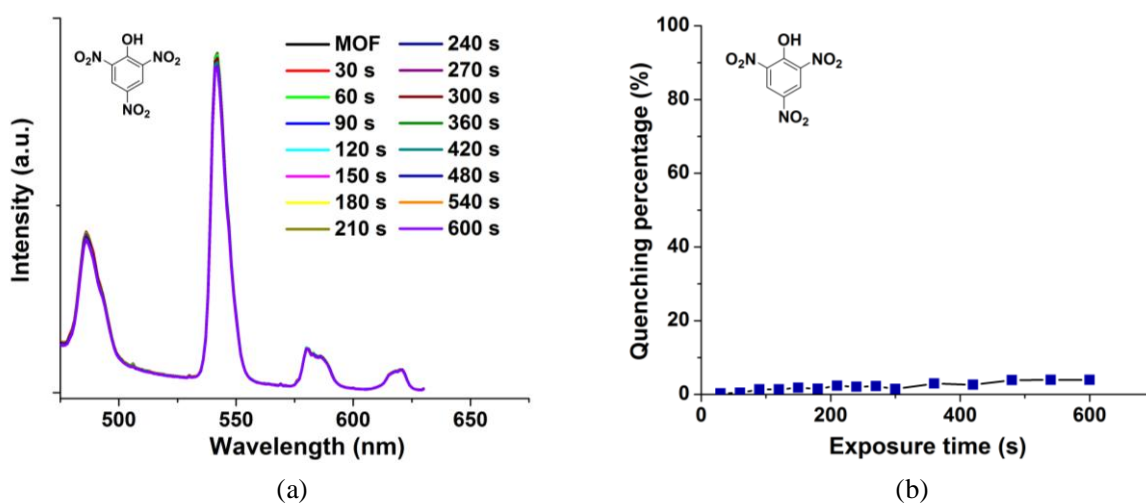 OH
O₂N
NO₂
NO₂
MOF
30 s
60 s
90 s
120 s
150 s
180 s
210 s
240 s
270 s
300 s
360 s
420 s
480 s
540 s
600 s
Intensity (a.u.)
500
550
600
650
Wavelength (nm)
(a)
OH
O₂N
NO₂
NO₂
Quenching percentage (%)
100
80
60
40
20
0
0
200
400
600
Exposure time (s)
(b)